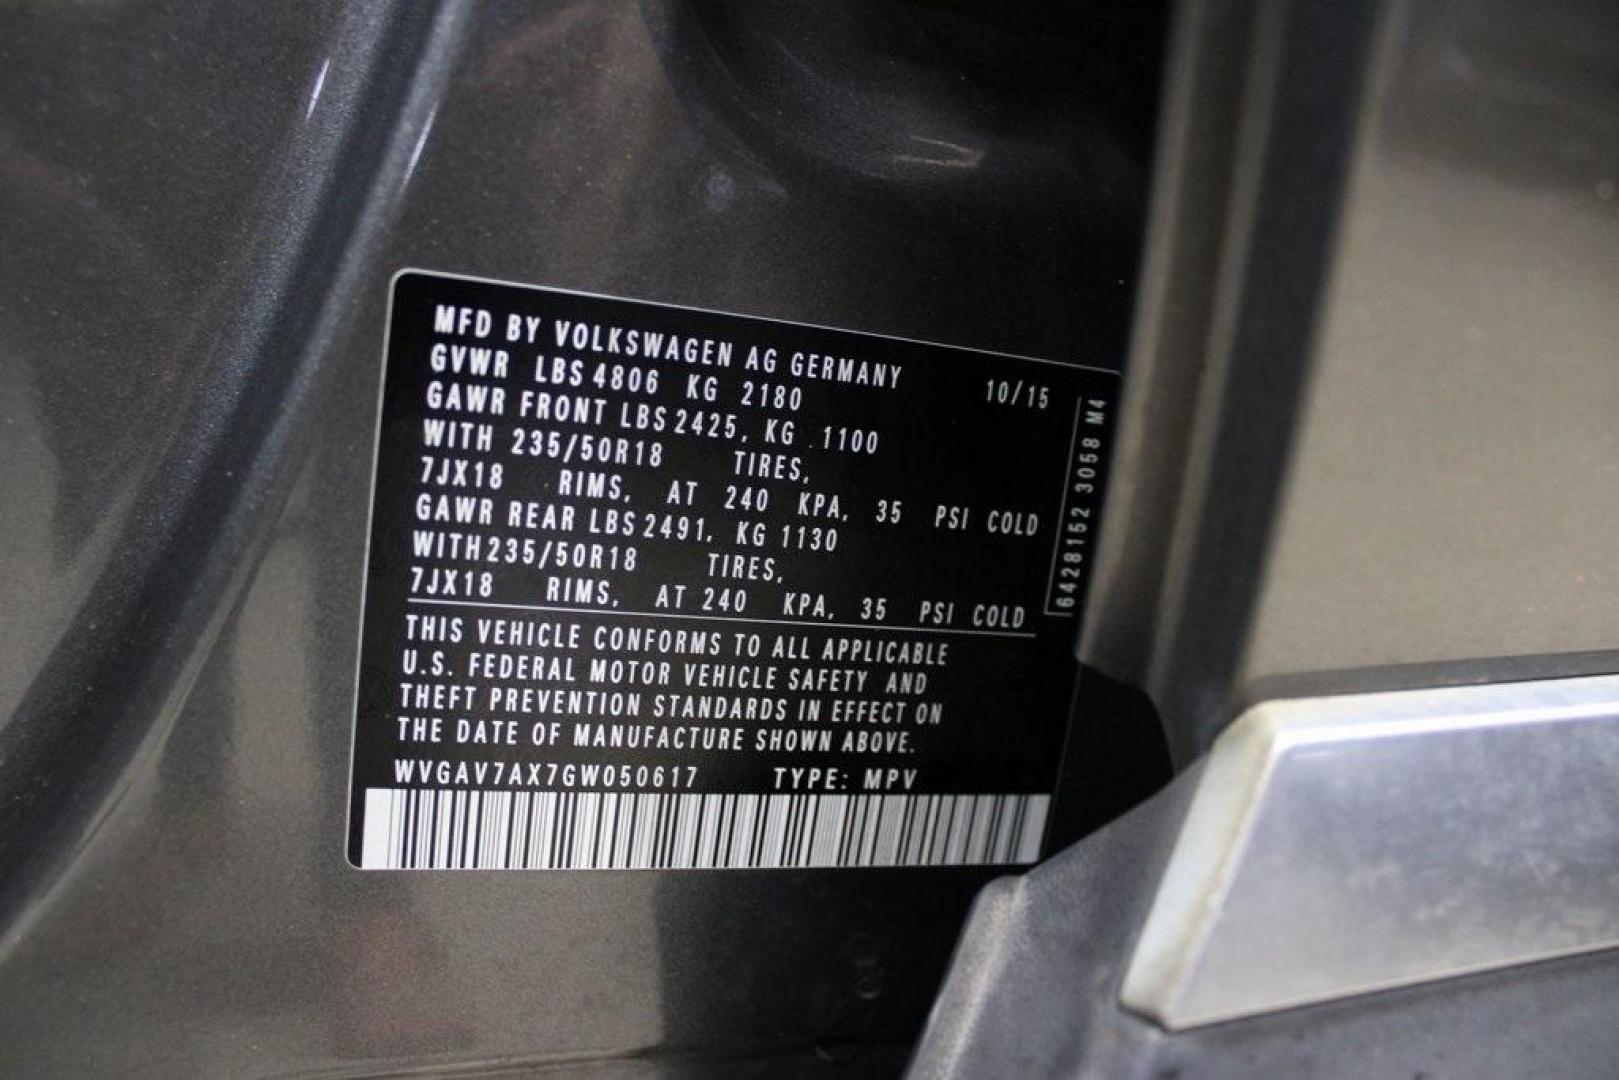 MFD BY VOLKSWAGEN AG GERMANY 10/15
GVWR LBS 4806 KG 2180
GAWR FRONT LBS 2425, KG 1100
WITH 235/50R18 TIRES,
7JX18 RIMS, AT 240 KPA, 35 PSI COLD
GAWR REAR LBS 2491, KG 1130
WITH 235/50R18 TIRES,
7JX18 RIMS, AT 240 KPA, 35 PSI COLD
THIS VEHICLE CONFORMS TO ALL APPLICABLE
U.S. FEDERAL MOTOR VEHICLE SAFETY AND
THEFT PREVENTION STANDARDS IN EFFECT ON
THE DATE OF MANUFACTURE SHOWN ABOVE.
WVGAV7AX7GW050617 TYPE: MPV
6428152 3058 M4